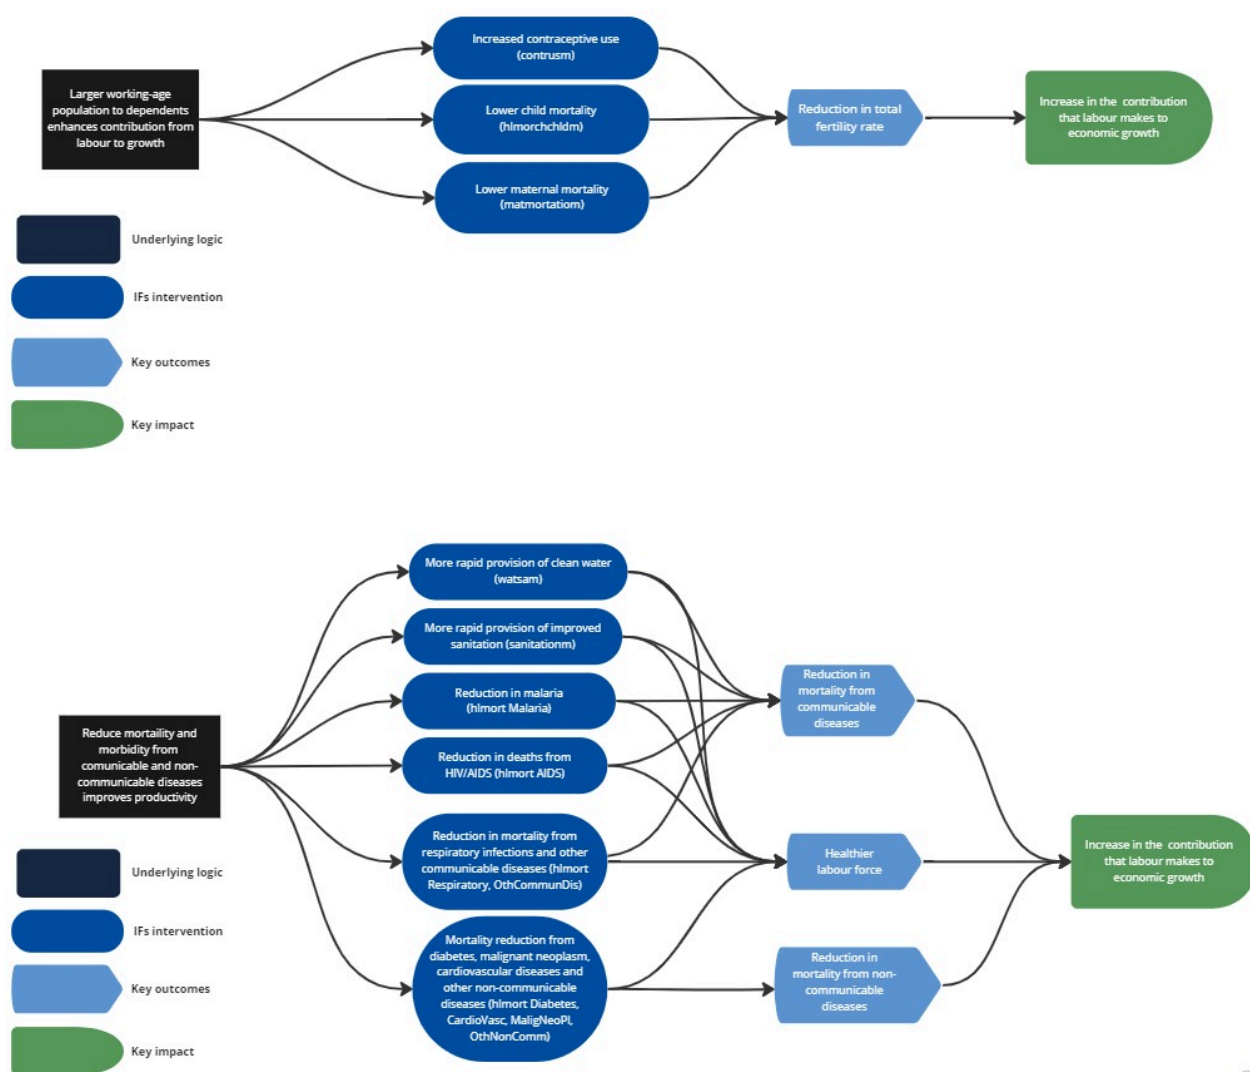 Larger working-age
population to dependents
enhances contribution from
labour to growth
Increased contraceptive use
(contrusm)
Lower child mortality
(hlmorchchldm)
Lower maternal mortality
(matmortatiom)
Reduction in total
fertility rate
Increase in the contribution
that labour makes to
economic growth
Underlying logic
IFs intervention
Key outcomes
Key impact
Reduce mortaility and
morbidity from
comunicable and non-
communicable diseases
improves productivity
More rapid provision of clean water
(watsam)
More rapid provision of improved
sanitation (sanitationm)
Reduction in malaria
(hlmort Malaria)
Reduction in deaths from
HIV/AIDS (hlmort AIDS)
Reduction in mortality from
respiratory infections and other
communicable diseases (hlmort
Respiratory, OthCommunDis)
Mortality reduction from
diabetes, malignant neoplasm,
cardiovascular diseases and
other non-communicable
diseases (hlmort Diabetes,
CardioVasc, MaligNeoPl,
OthNonComm)
Reduction in
mortality from
communicable
diseases
Healthier
labour force
Reduction in
mortality from non-
communicable
diseases
Increase in the contribution
that labour makes to
economic growth
Underlying logic
IFs intervention
Key outcomes
Key impact